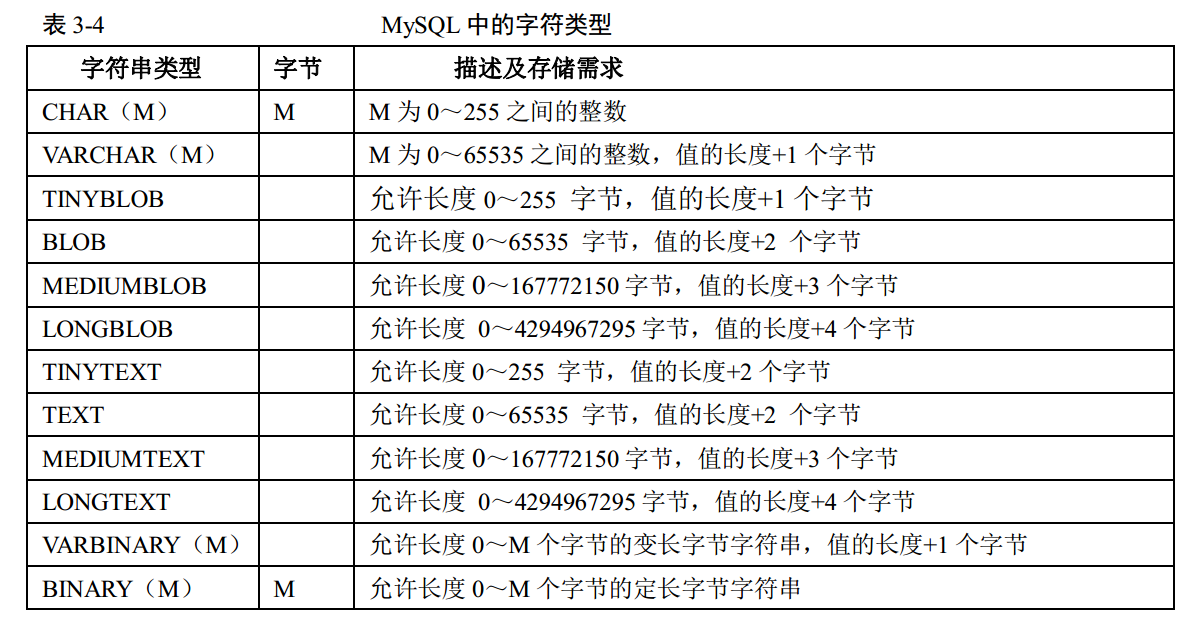 表 3-4 MySQL 中的字符类型
字符串类型 字节 描述及存储需求
CHAR（M） M M 为 0～255 之间的整数
VARCHAR（M） M 为 0～65535 之间的整数，值的长度+1 个字节
TINYBLOB 允许长度 0～255 字节，值的长度+1 个字节
BLOB 允许长度 0～65535 字节，值的长度+2 个字节
MEDIUMBLOB 允许长度 0～167772150 字节，值的长度+3 个字节
LONGBLOB 允许长度 0～4294967295 字节，值的长度+4 个字节
TINYTEXT 允许长度 0～255 字节，值的长度+2 个字节
TEXT 允许长度 0～65535 字节，值的长度+2 个字节
MEDIUMTEXT 允许长度 0～167772150 字节，值的长度+3 个字节
LONGTEXT 允许长度 0～4294967295 字节，值的长度+4 个字节
VARBINARY（M） 允许长度 0～M 个字节的变长字节字符串，值的长度+1 个字节
BINARY（M） M 允许长度 0～M 个字节的定长字节字符串